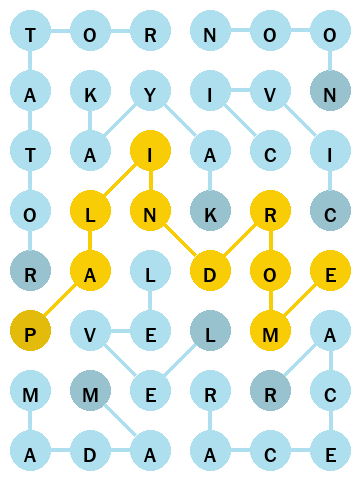 T O R N O O
A K Y I V N
T A I A C I
O L N K R C
R A L D O E
P V E L M A
M M E R R C
A D A A C E